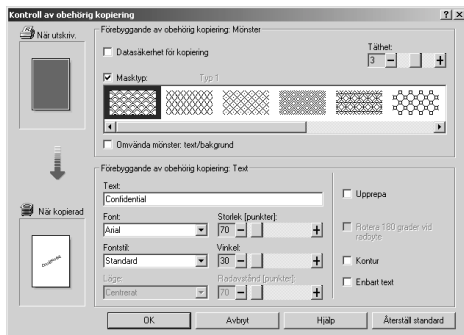 Kontroll av obehörig kopiering
När utskriv.
Förebyggande av obehörig kopiering: Mönster
Datasäkerhet för kopiering
Täthet:
3
Masktyp: Typ 1
Omvända mönster: text/bakgrund
När kopierad
Confidential
Förebyggande av obehörig kopiering: Text
Text:
Confidential
Font: Storlek [punkter]:
Arial 70
Fontstil: Vinkel:
Standard 30
Läge: Radavstånd [punkter]:
Centrerat 70
Upprepa
Rotera 180 grader vid
radbyte
Kontur
Enbart text
OK Avbryt Hjälp Återställ standard